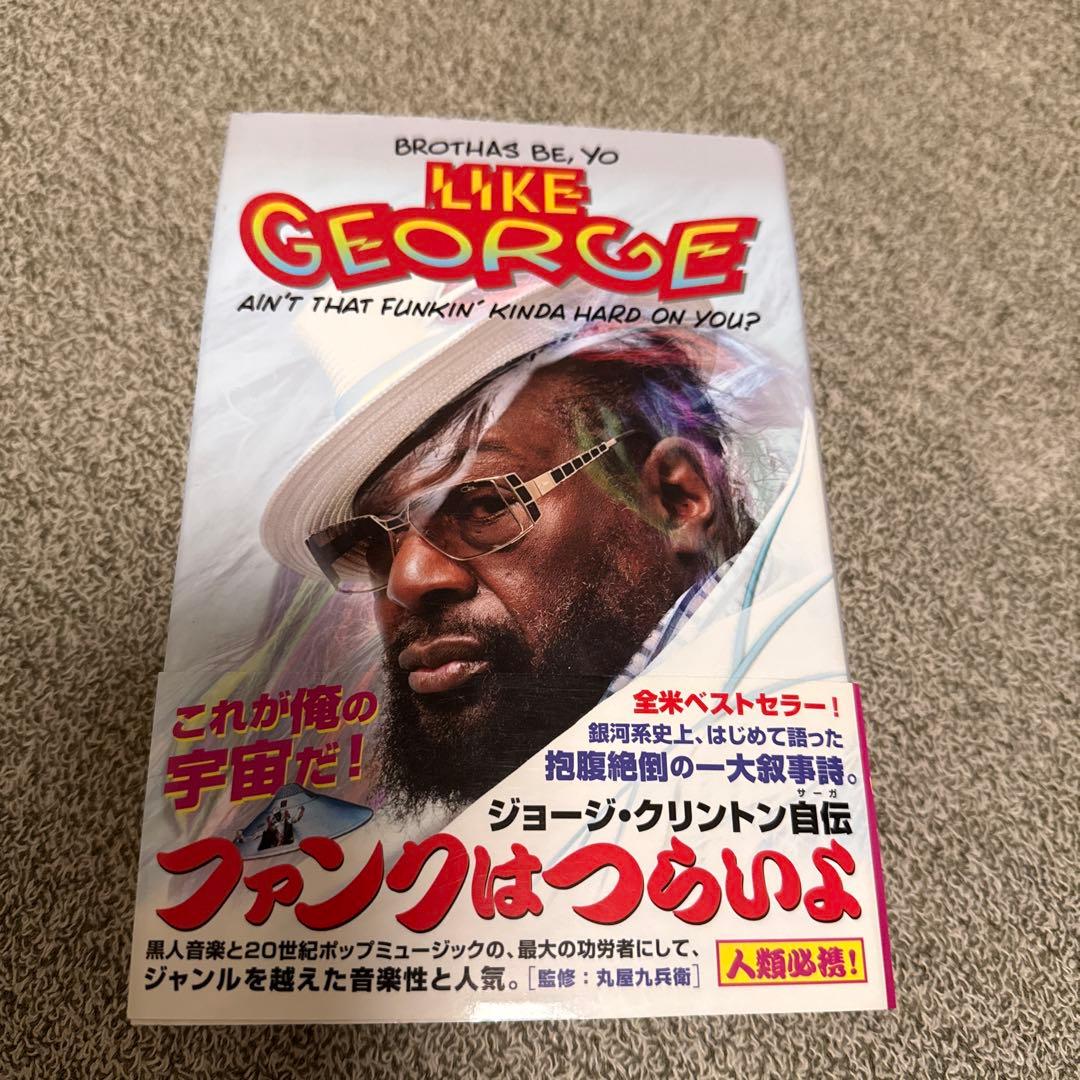 BROTHAS BE, YO
LIKE
GEORGE
AIN'T THAT FUNKIN' KINDA HARD ON YOU?
これが俺の
宇宙だ!
全米ベストセラー!
銀河系史上、はじめて語った
抱腹絶倒の一大叙事詩。
サーガ
ジョージ・クリントン自伝
ファンクはつらいよ
黒人音楽と20世紀ポップミュージックの、最大の功労者にして、
ジャンルを越えた音楽性と人気。[監修:丸屋九兵衛]
人類必携!